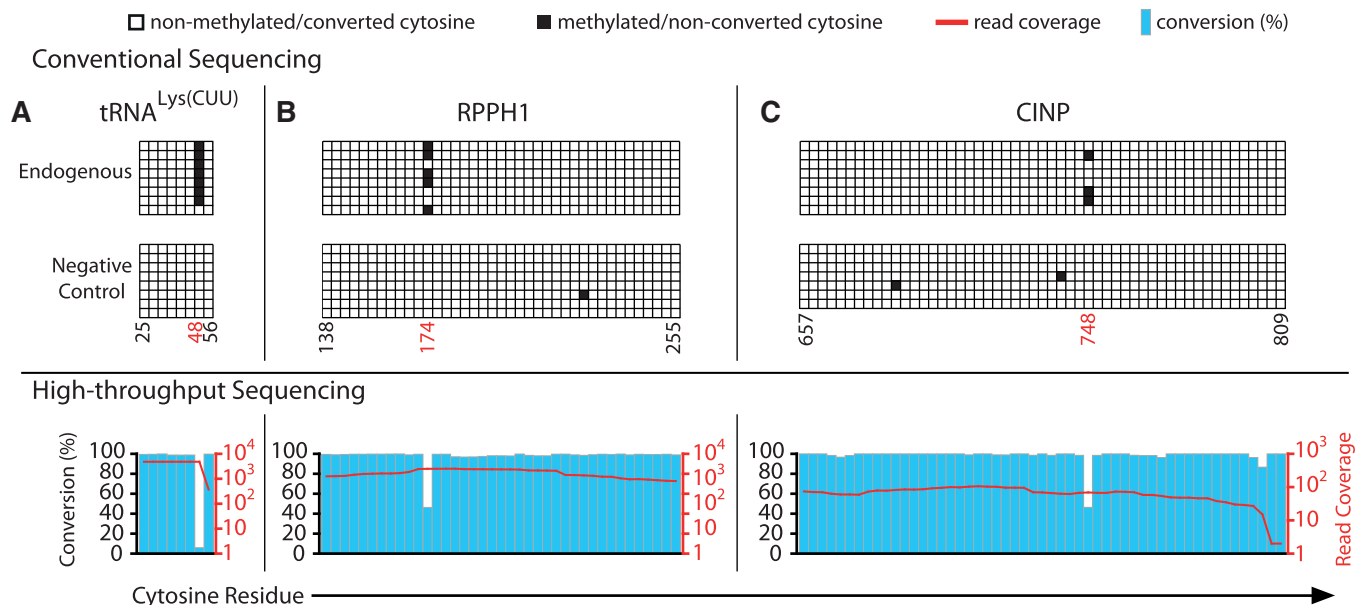 non-methylated/converted cytosine
methylated/non-converted cytosine
read coverage
conversion (%)
Conventional Sequencing
A
tRNA Lys(CUU)
B
RPPH1
C
CINP
Endogenous
Negative
Control
25
48
56
138
174
255
657
748
809
High-throughput Sequencing
Conversion (%)
100
80
60
40
20
0
10^4
10^3
10^2
10
1
100
80
60
40
20
0
10^4
10^3
10^2
10
1
100
80
60
40
20
0
10^3
10^2
10
1
Read Coverage
Cytosine Residue